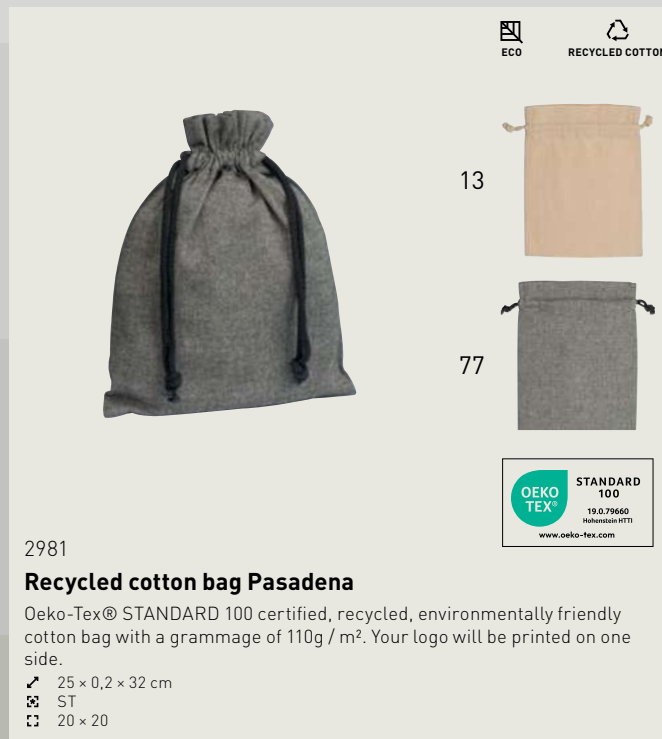 ECO
RECYCLED COTTON
13
77
OEKO
TEX®
STANDARD
100
19.0.79660
Hohenstein HTTI
www.oeko-tex.com
2981
Recycled cotton bag Pasadena
Oeko-Tex® STANDARD 100 certified, recycled, environmentally friendly
cotton bag with a grammage of 110g / m². Your logo will be printed on one
side.
25 × 0,2 × 32 cm
ST
20 × 20